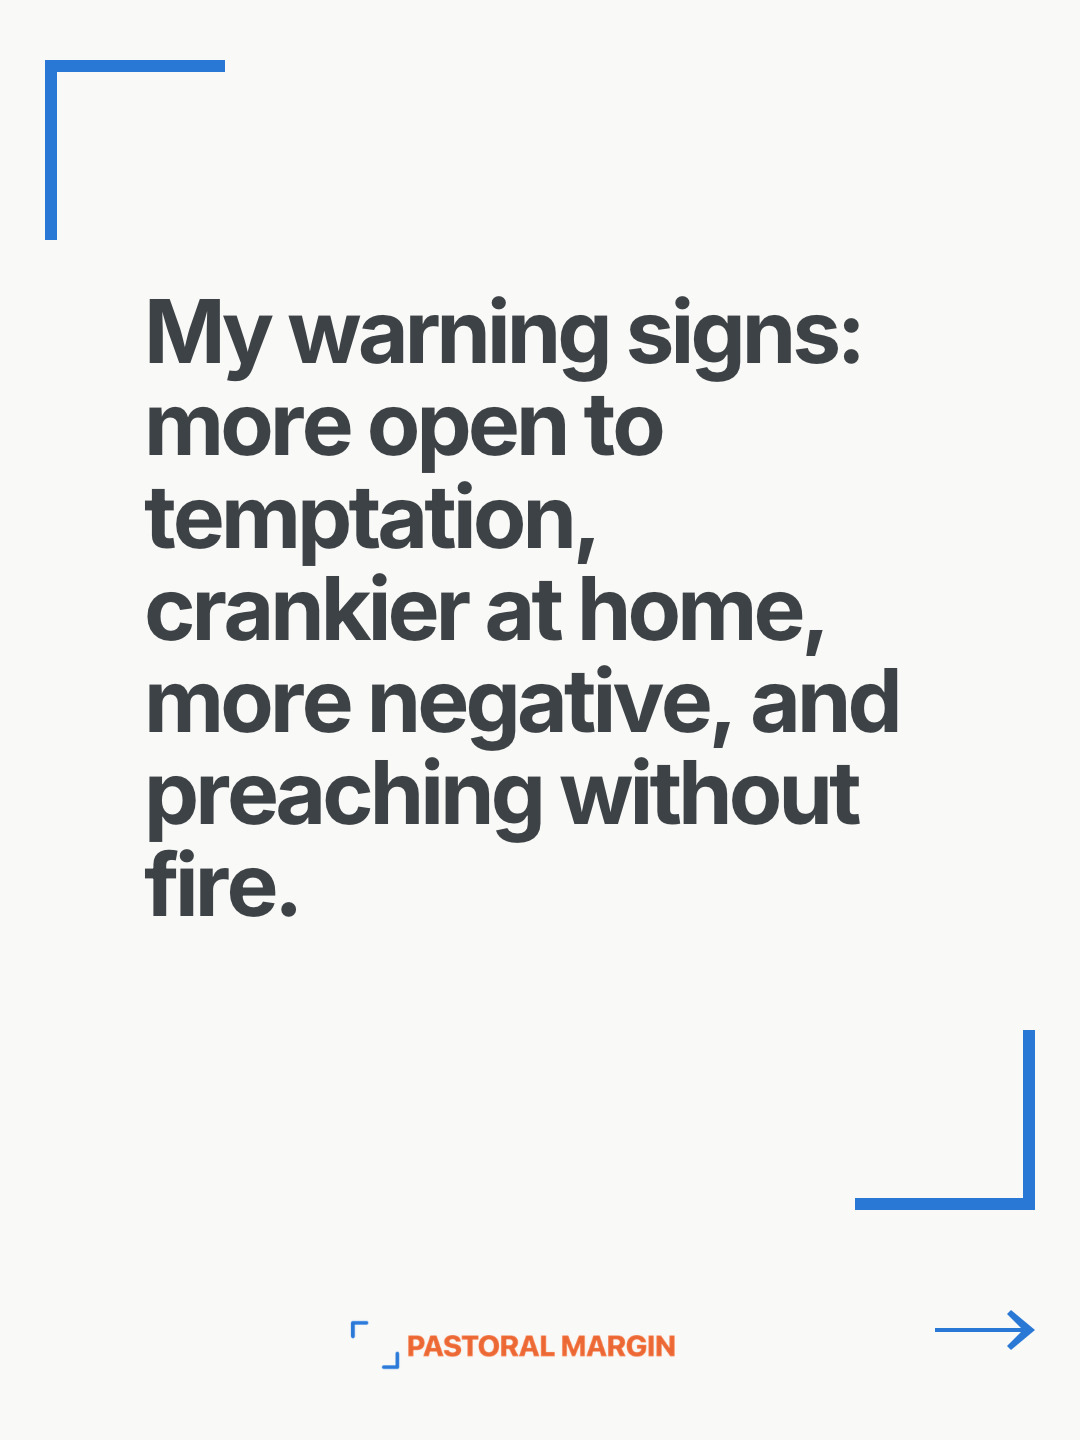 My warning signs:
more open to
temptation,
crankier at home,
more negative, and
preaching without
fire.
PASTORAL MARGIN